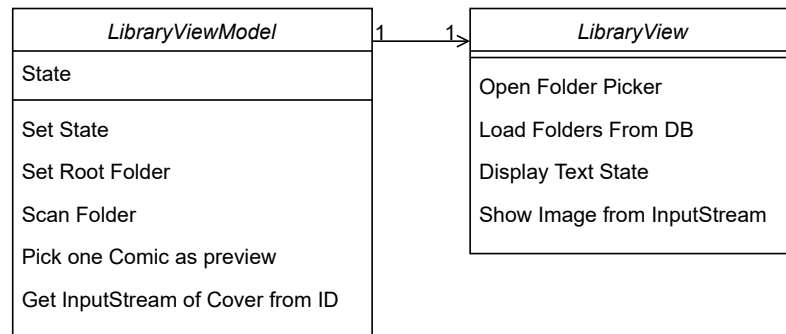 LibraryViewModel
State
Set State
Set Root Folder
Scan Folder
Pick one Comic as preview
Get InputStream of Cover from ID
1 1
LibraryView
Open Folder Picker
Load Folders From DB
Display Text State
Show Image from InputStream